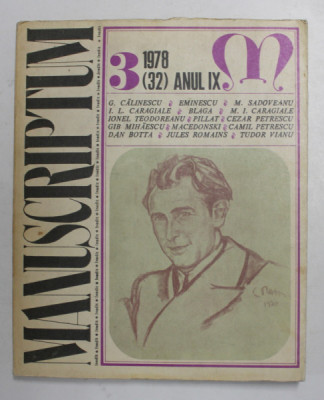 MANUSCRIPTUM
3 1978
(32) ANUL IX
M
G. CĂLINESCU EMINESCU M. SADOVEANU
I. L. CARAGIALE BLAGA M. I. CARAGIALE
IONEL TEODOREANU PILLAT CEZAR PETRESCU
GIB MIHĂESCU MACEDONSKI CAMIL PETRESCU
DAN BOTTA JULES ROMAINS TUDOR VIANU